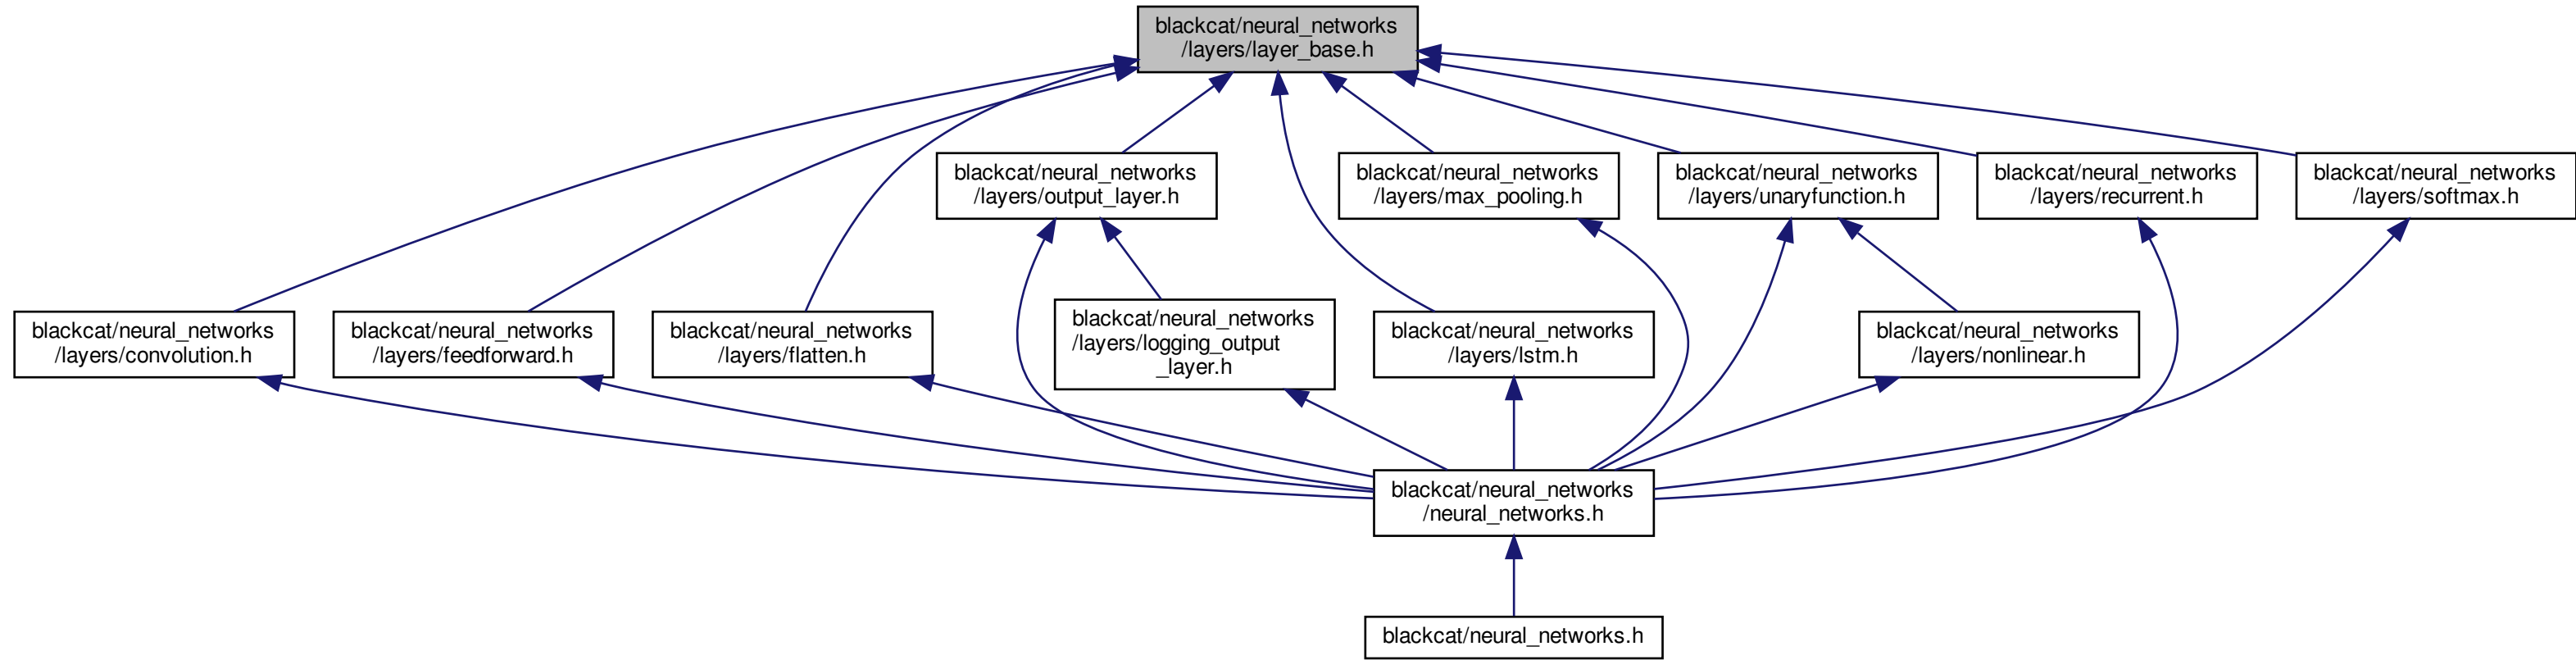 blackcat/neural_networks
/layers/layer_base.h
blackcat/neural_networks
/layers/output_layer.h
blackcat/neural_networks
/layers/max_pooling.h
blackcat/neural_networks
/layers/unaryfunction.h
blackcat/neural_networks
/layers/recurrent.h
blackcat/neural_networks
/layers/softmax.h
blackcat/neural_networks
/layers/convolution.h
blackcat/neural_networks
/layers/feedforward.h
blackcat/neural_networks
/layers/flatten.h
blackcat/neural_networks
/layers/logging_output
_layer.h
blackcat/neural_networks
/layers/lstm.h
blackcat/neural_networks
/layers/nonlinear.h
blackcat/neural_networks
/neural_networks.h
blackcat/neural_networks.h